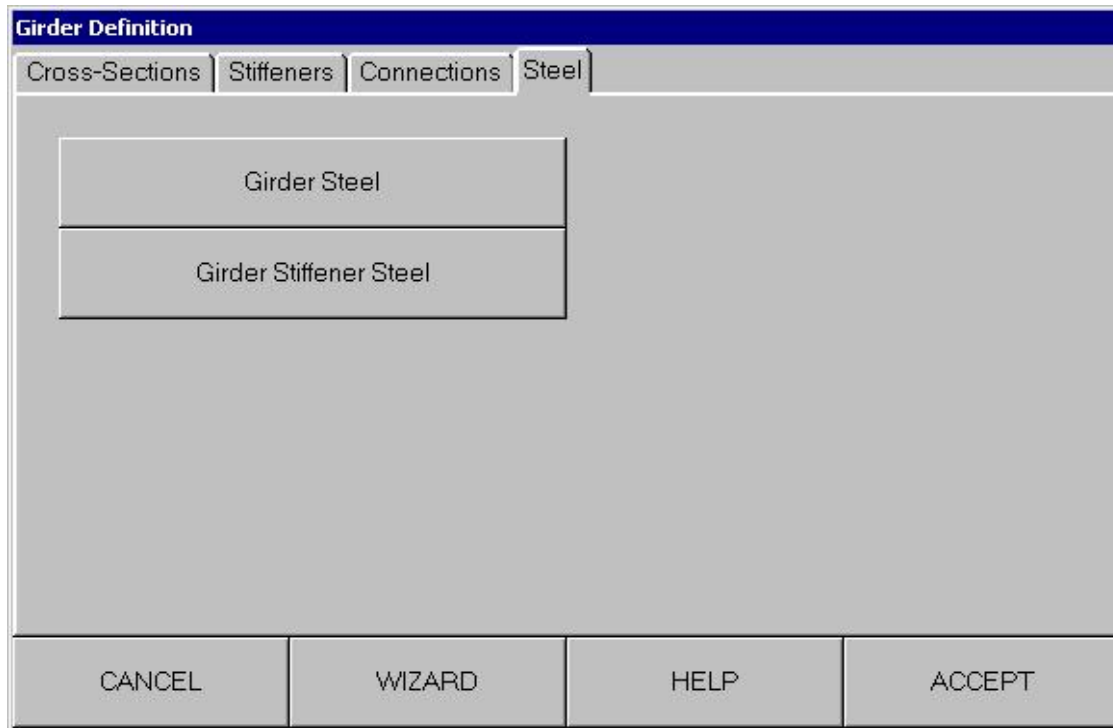 Girder Definition
Cross-Sections Stiffeners Connections Steel
Girder Steel
Girder Stiffener Steel
CANCEL WIZARD HELP ACCEPT